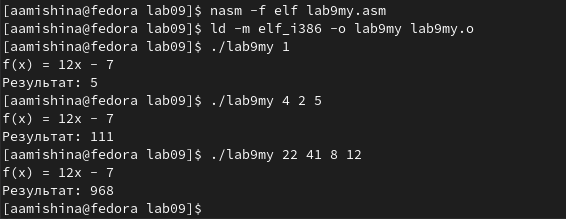 [aamishina@fedora lab09]$ nasm -f elf lab9my.asm
[aamishina@fedora lab09]$ ld -m elf_i386 -o lab9my lab9my.o
[aamishina@fedora lab09]$ ./lab9my 1
f(x) = 12x - 7
Результат: 5
[aamishina@fedora lab09]$ ./lab9my 4 2 5
f(x) = 12x - 7
Результат: 111
[aamishina@fedora lab09]$ ./lab9my 22 41 8 12
f(x) = 12x - 7
Результат: 968
[aamishina@fedora lab09]$